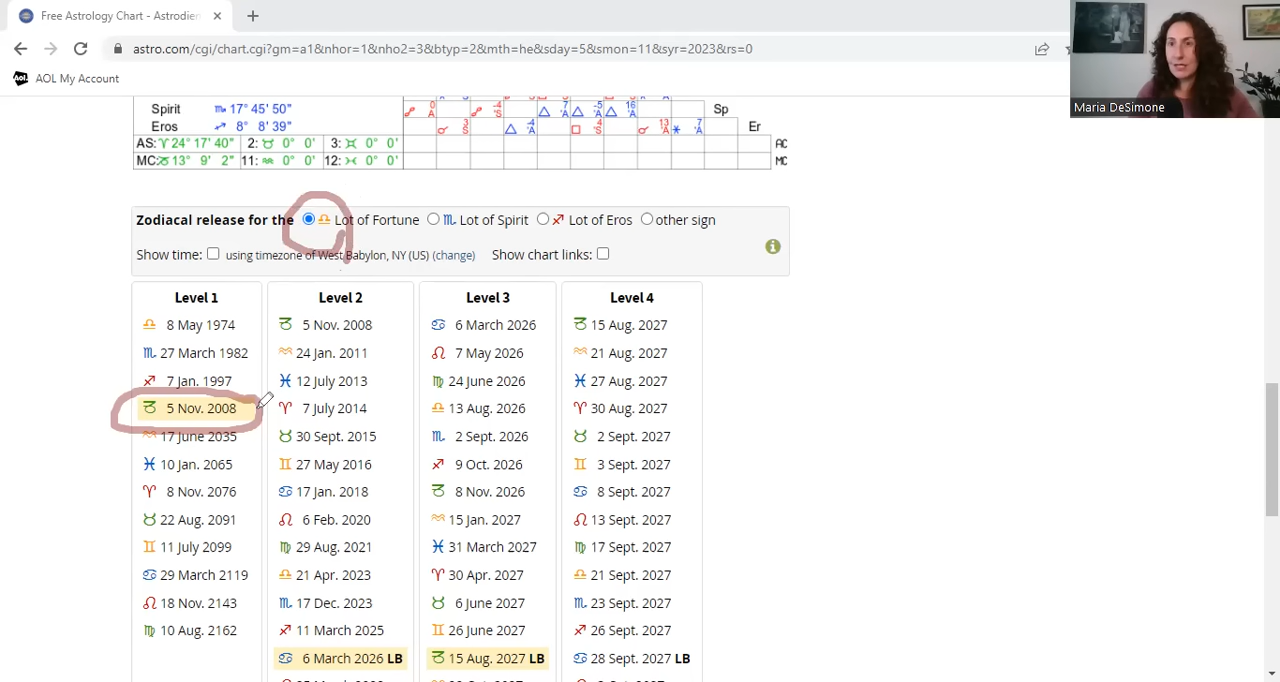 Free Astrology Chart - Astrodien
astro.com/cgi/chart.cgi?gm=a1&nhor=1&nho2=3&btyp=2&mth=he&sday=5&smon=11&syr=2023&rs=0
AOL My Account
Aol.
Maria DeSimone
Spirit ♏ 17° 45' 50"
Eros ♐ 8° 8' 39"
Sp
Er
AS: ♈ 24° 17' 40" 2: ♉ 0° 0' 3: ♊ 0° 0' AC
MC: ♑ 13° 9' 2" 11: ♒ 0° 0' 12: ♓ 0° 0' MC
Zodiacal release for the ♎ Lot of Fortune ♏ Lot of Spirit ♐ Lot of Eros other sign
Show time: using timezone of West Babylon, NY (US) (change) Show chart links:
Level 1 Level 2 Level 3 Level 4
♎ 8 May 1974 ♑ 5 Nov. 2008 ♋ 6 March 2026 ♑ 15 Aug. 2027
♏ 27 March 1982 ♒ 24 Jan. 2011 ♌ 7 May 2026 ♒ 21 Aug. 2027
♐ 7 Jan. 1997 ♓ 12 July 2013 ♍ 24 June 2026 ♓ 27 Aug. 2027
♑ 5 Nov. 2008 ♈ 7 July 2014 ♎ 13 Aug. 2026 ♈ 30 Aug. 2027
♒ 17 June 2035 ♉ 30 Sept. 2015 ♏ 2 Sept. 2026 ♉ 2 Sept. 2027
♓ 10 Jan. 2065 ♊ 27 May 2016 ♐ 9 Oct. 2026 ♊ 3 Sept. 2027
♈ 8 Nov. 2076 ♋ 17 Jan. 2018 ♑ 8 Nov. 2026 ♋ 8 Sept. 2027
♉ 22 Aug. 2091 ♌ 6 Feb. 2020 ♒ 15 Jan. 2027 ♌ 13 Sept. 2027
♊ 11 July 2099 ♍ 29 Aug. 2021 ♓ 31 March 2027 ♍ 17 Sept. 2027
♋ 29 March 2119 ♎ 21 Apr. 2023 ♈ 30 Apr. 2027 ♎ 21 Sept. 2027
♌ 18 Nov. 2143 ♏ 17 Dec. 2023 ♉ 6 June 2027 ♏ 23 Sept. 2027
♍ 10 Aug. 2162 ♐ 11 March 2025 ♊ 26 June 2027 ♐ 26 Sept. 2027
♋ 6 March 2026 LB ♑ 15 Aug. 2027 LB ♋ 28 Sept. 2027 LB